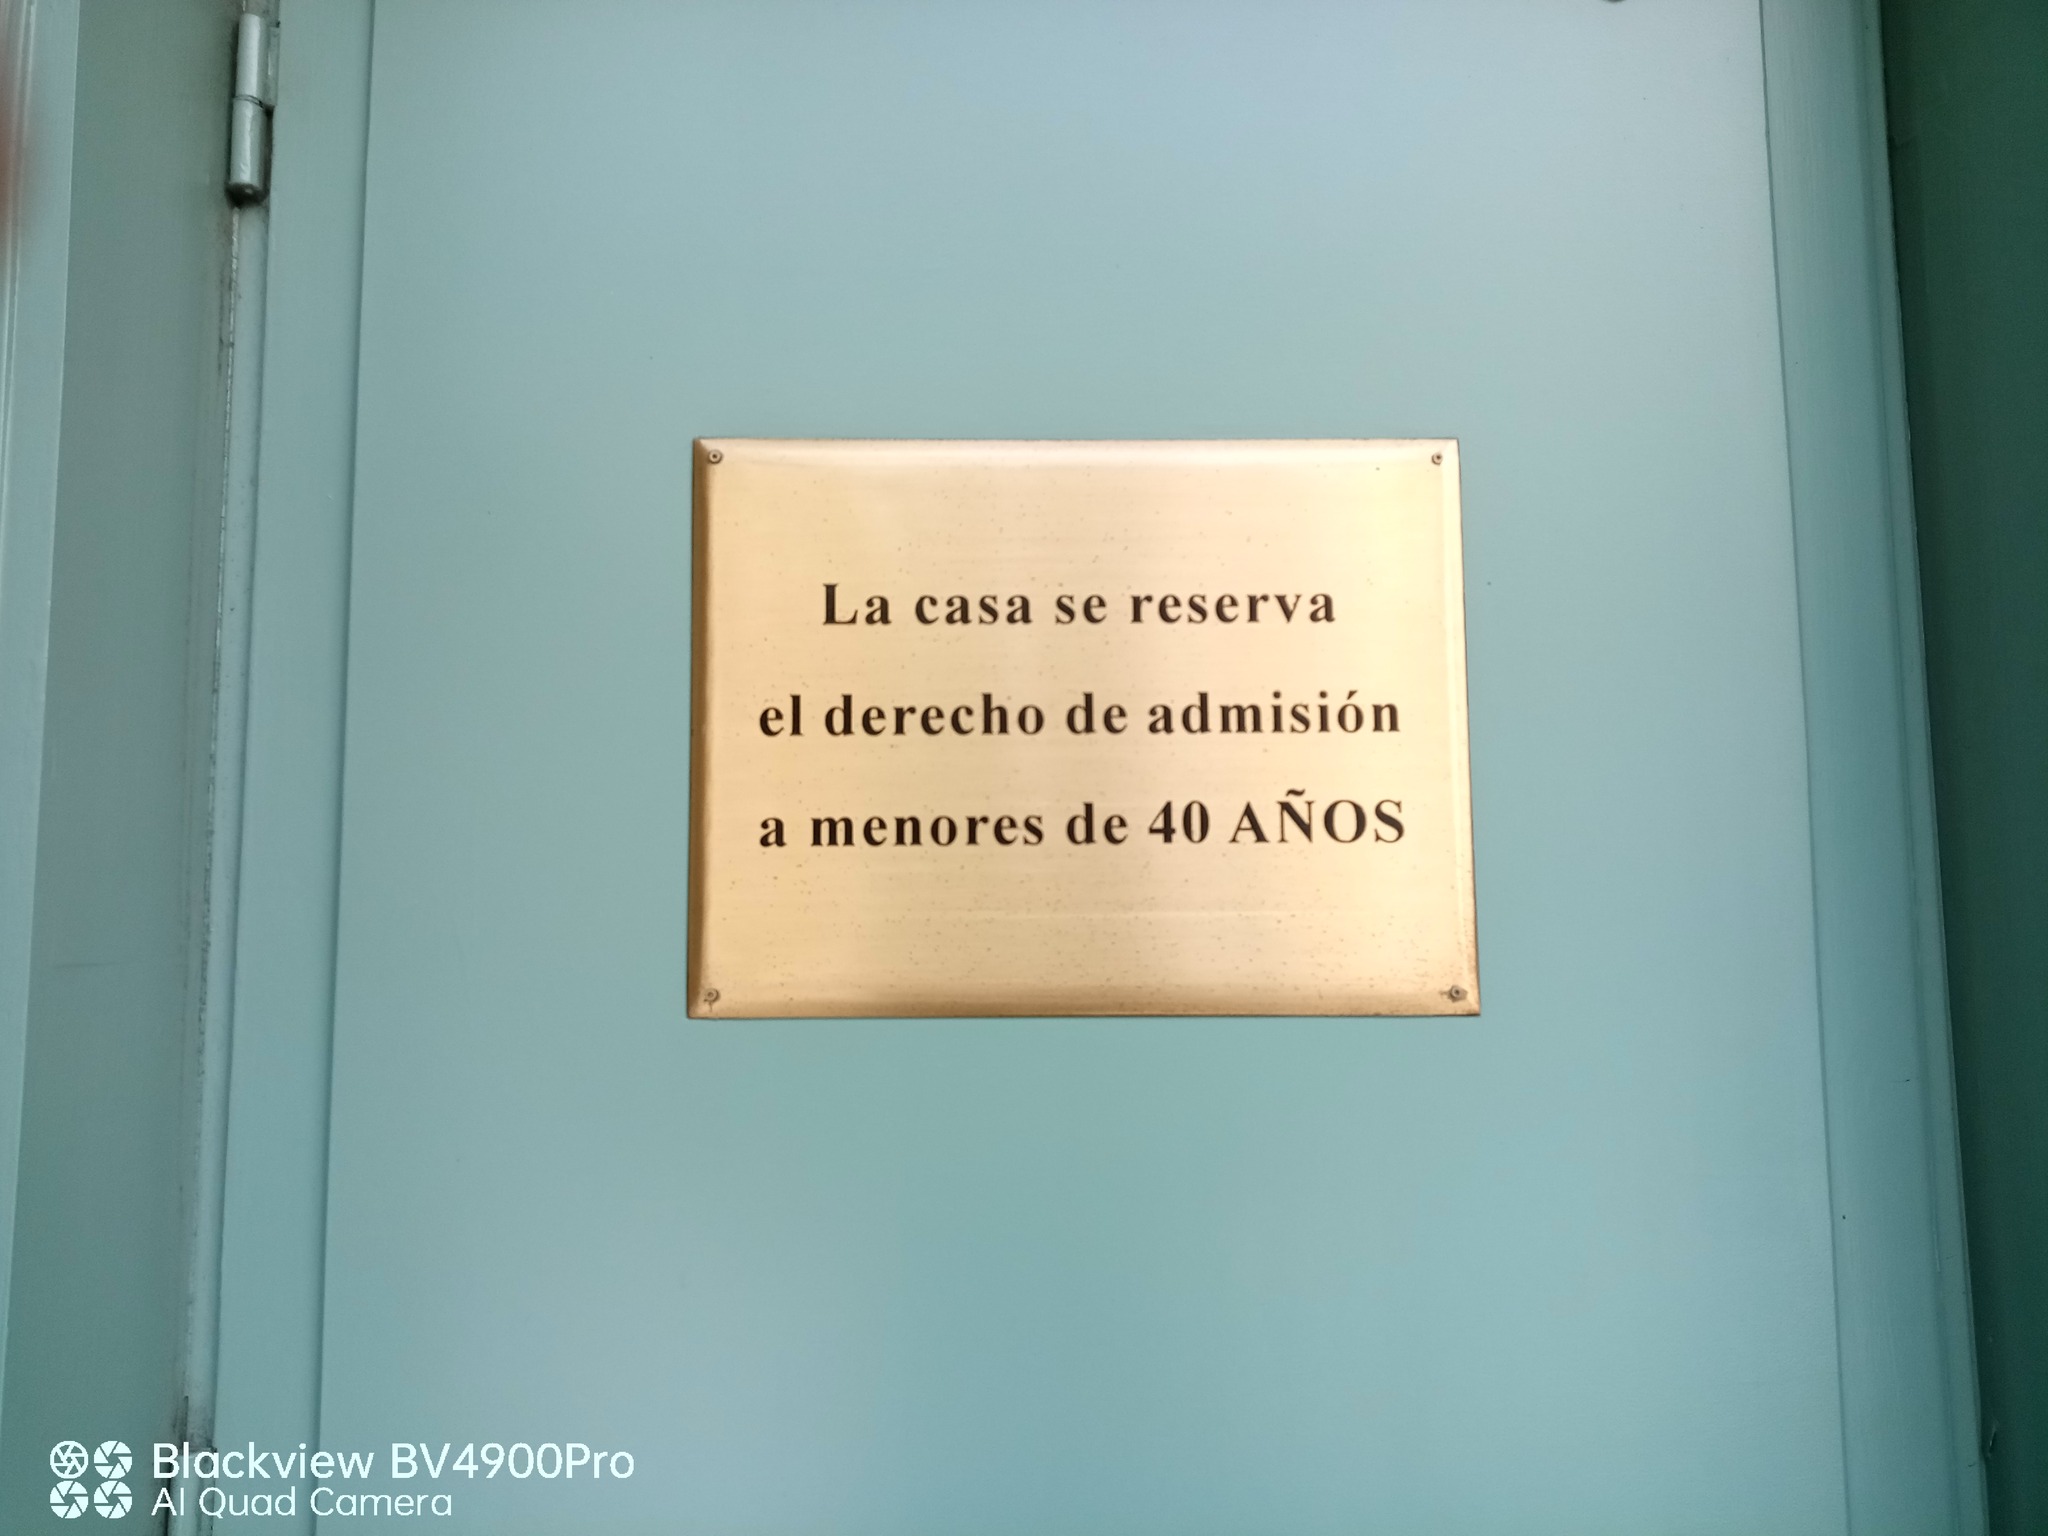 La casa se reserva
el derecho de admisión
a menores de 40 AÑOS
Blackview BV4900Pro
AI Quad Camera